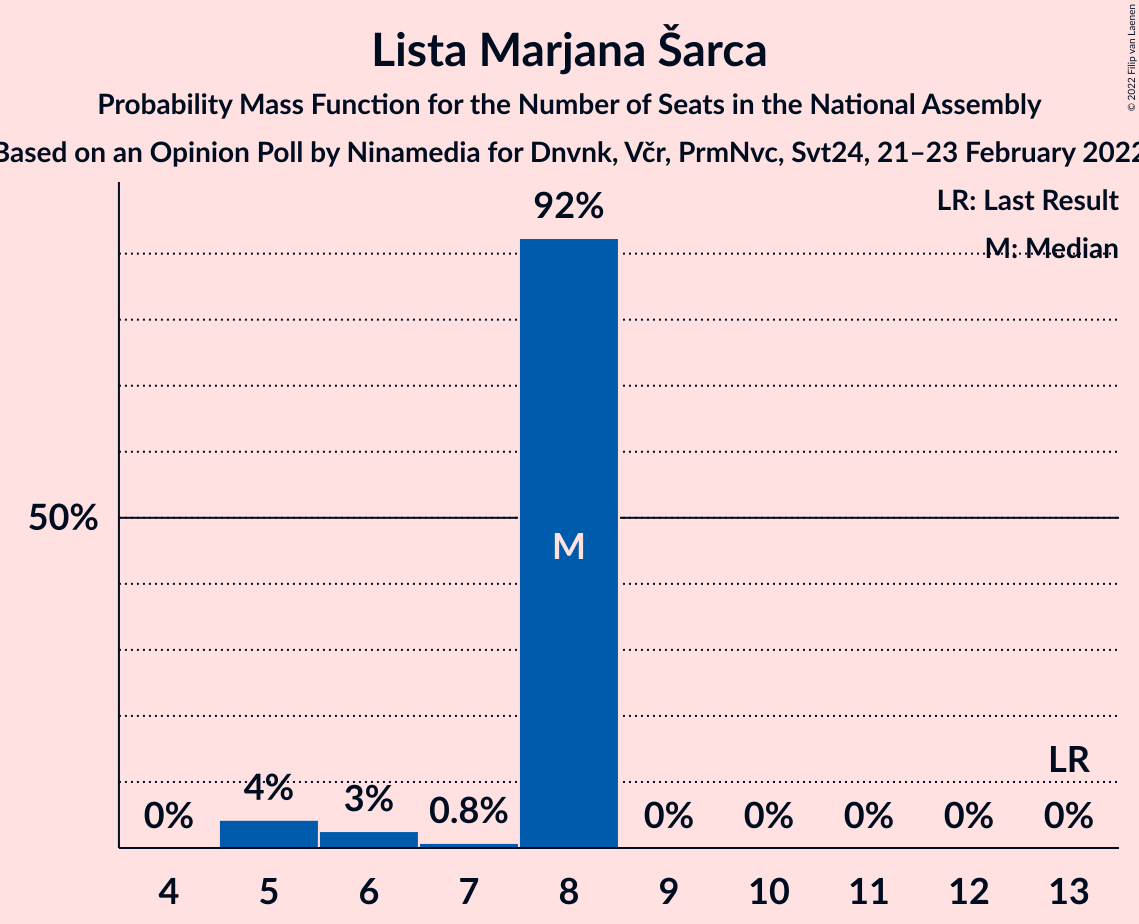 Lista Marjana Šarca
Probability Mass Function for the Number of Seats in the National Assembly
Based on an Opinion Poll by Ninamedia for Dnvnk, Včr, PrmNvc, Svt24, 21–23 February 2022
© 2022 Filip van Laenen
LR: Last Result
M: Median
92%
50%
M
LR
0% 4% 3% 0.8% 0% 0% 0% 0% 0%
4 5 6 7 8 9 10 11 12 13